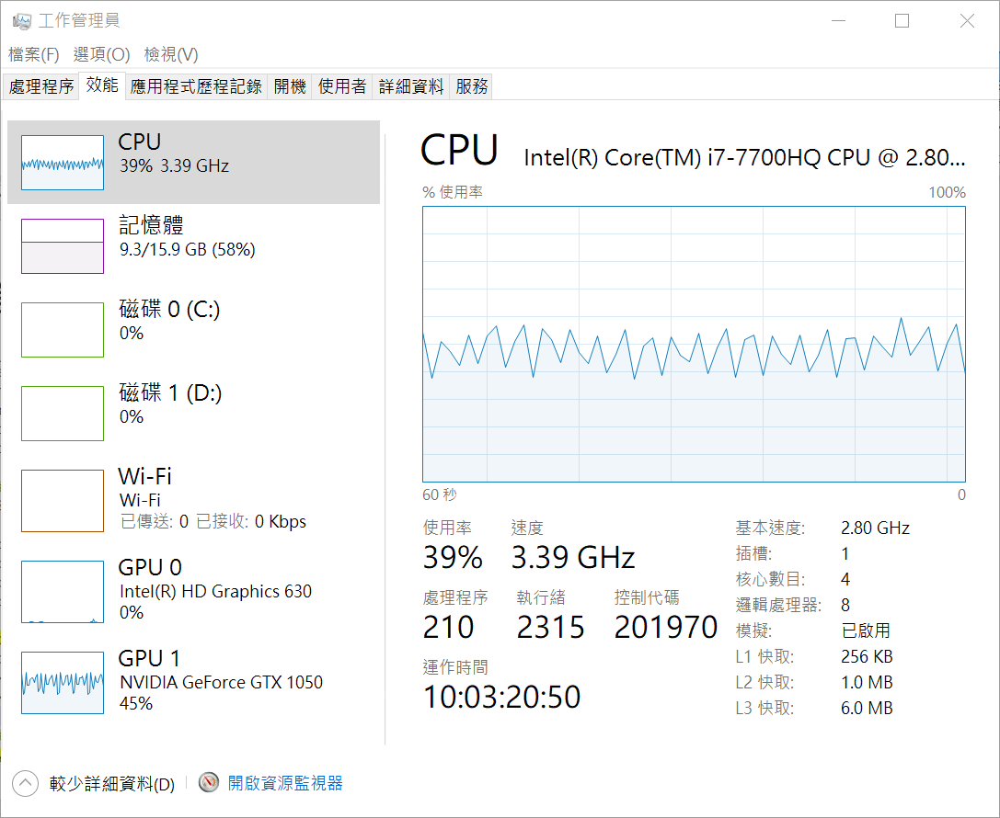 工作管理員
檔案(F) 選項(O) 檢視(V)
處理程序 效能 應用程式歷程記錄 開機 使用者 詳細資料 服務
CPU
39% 3.39 GHz
記憶體
9.3/15.9 GB (58%)
磁碟 0 (C:)
0%
磁碟 1 (D:)
0%
Wi-Fi
Wi-Fi
已傳送: 0 已接收: 0 Kbps
GPU 0
Intel(R) HD Graphics 630
0%
GPU 1
NVIDIA GeForce GTX 1050
45%
CPU Intel(R) Core(TM) i7-7700HQ CPU @ 2.80...
% 使用率 100%
60 秒 0
使用率 速度
39% 3.39 GHz
處理程序 執行緒 控制代碼
210 2315 201970
運作時間
10:03:20:50
基本速度: 2.80 GHz
插槽: 1
核心數目: 4
邏輯處理器: 8
模擬: 已啟用
L1 快取: 256 KB
L2 快取: 1.0 MB
L3 快取: 6.0 MB
較少詳細資料(D) 開啟資源監視器